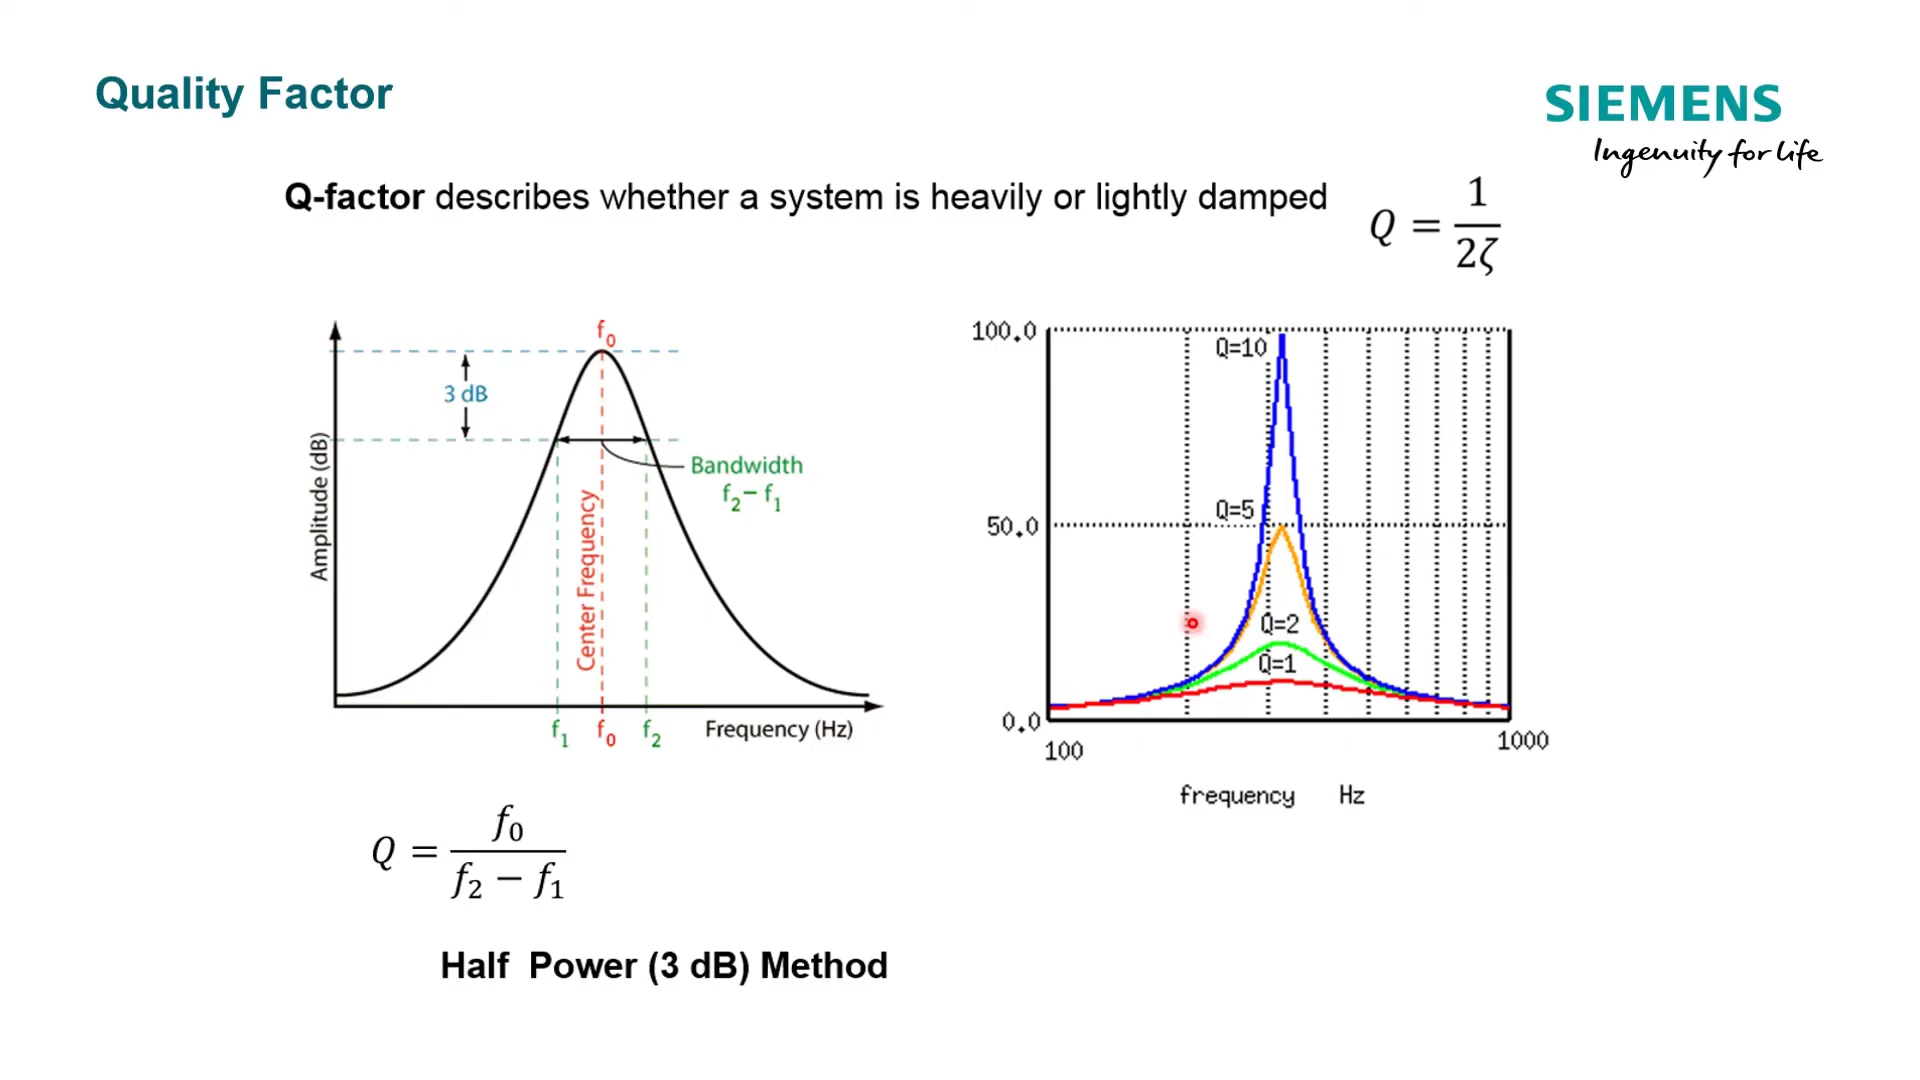 Quality Factor
SIEMENS
Ingenuity for life
Q-factor describes whether a system is heavily or lightly damped
Q = 1 / 2ζ
f0
3 dB
Amplitude (dB)
Center Frequency
Bandwidth
f2 – f1
f1
f0
f2
Frequency (Hz)
100.0
50.0
0.0
Q=10
Q=5
Q=2
Q=1
100
1000
frequency Hz
Q = f0 / f2 − f1
Half Power (3 dB) Method